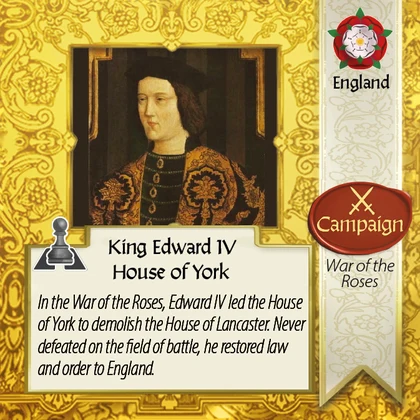 England
Campaign
War of the
Roses
King Edward IV
House of York
In the War of the Roses, Edward IV led the House
of York to demolish the House of Lancaster. Never
defeated on the field of battle, he restored law
and order to England.